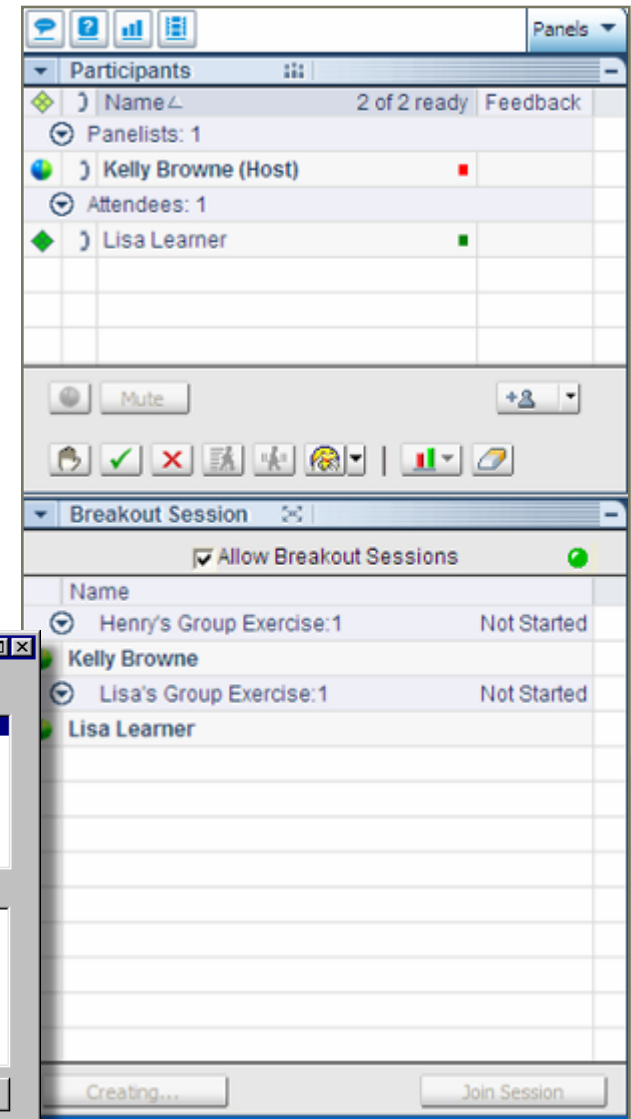 Panels
Participants
Name 2 of 2 ready Feedback
Panelists: 1
Kelly Browne (Host)
Attendees: 1
Lisa Learner
Mute
Breakout Session
Allow Breakout Sessions
Name
Henry's Group Exercise:1 Not Started
Kelly Browne
Lisa's Group Exercise:1 Not Started
Lisa Learner
Creating... Join Session